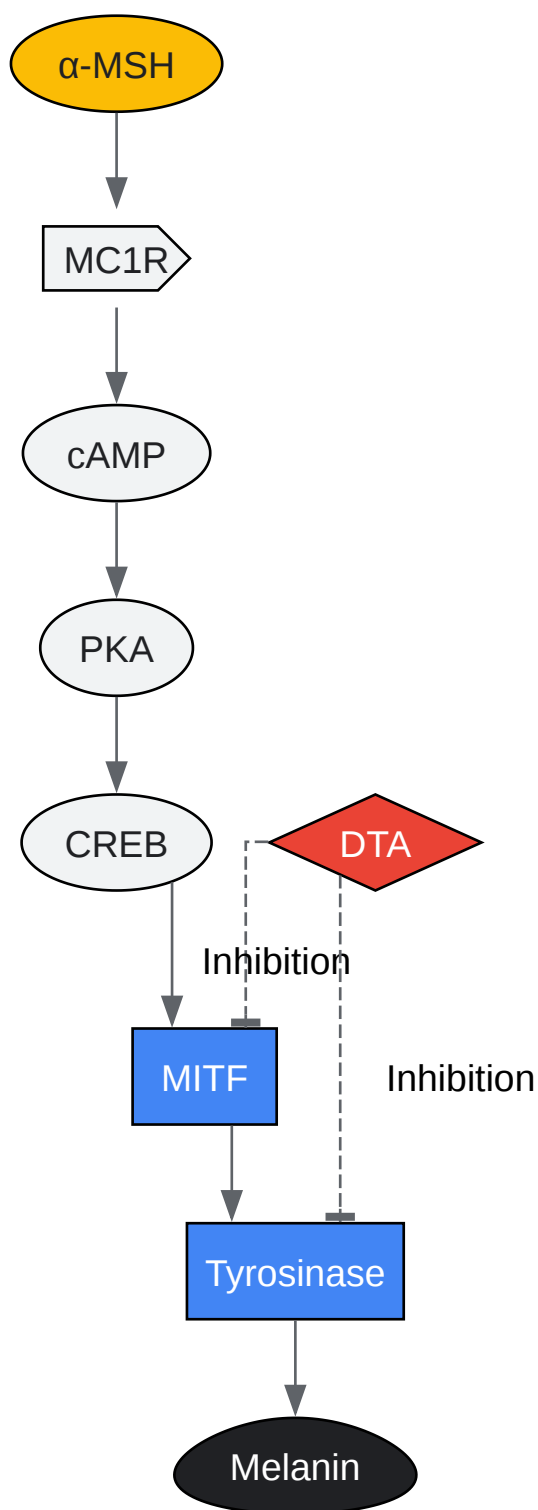 α-MSH
MC1R
cAMP
PKA
CREB
DTA
Inhibition
MITF
Inhibition
Tyrosinase
Melanin